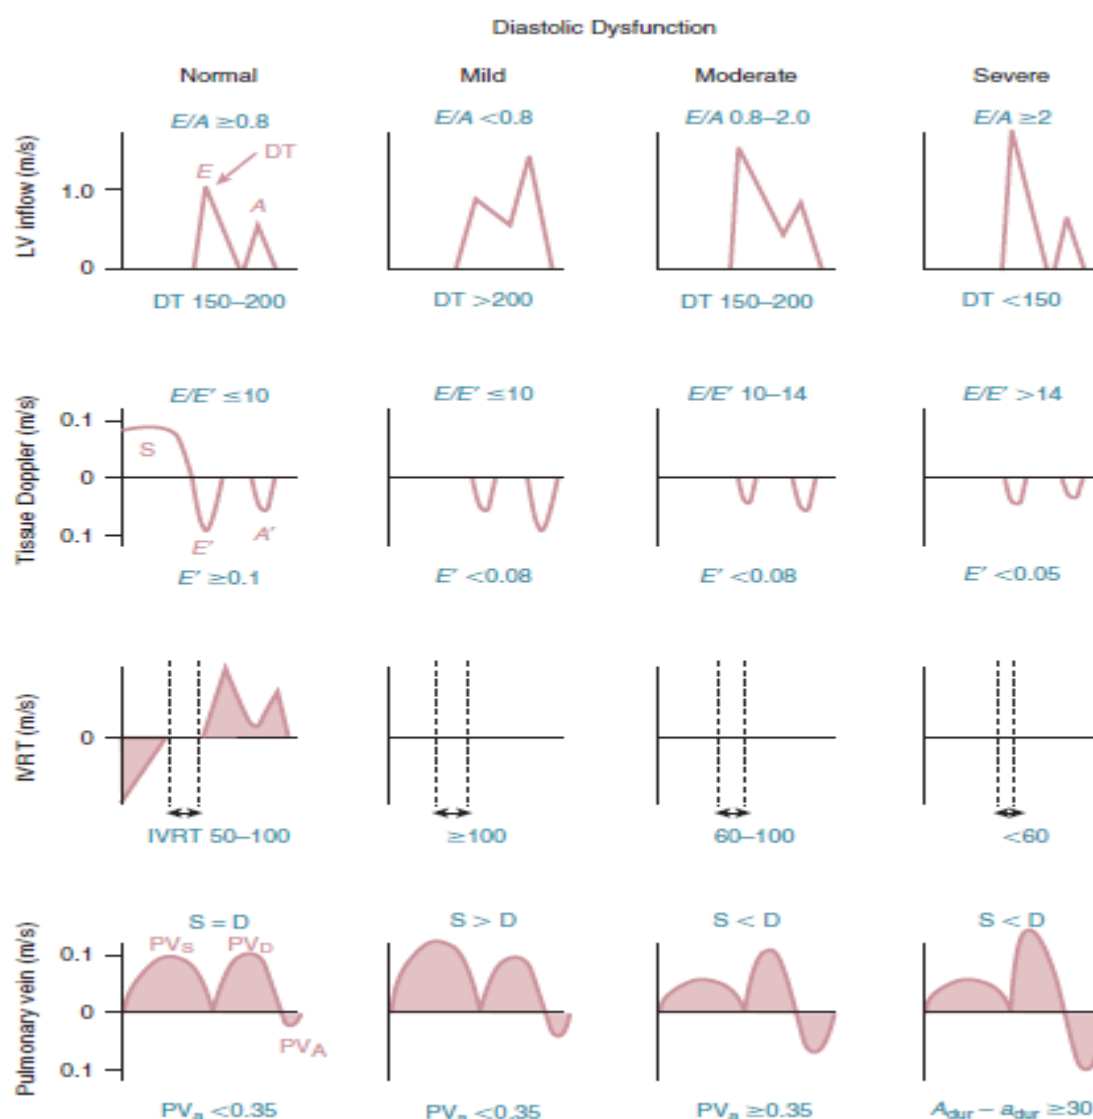 Diastolic Dysfunction
Normal Mild Moderate Severe
E/A ≥0.8 E/A <0.8 E/A 0.8–2.0 E/A ≥2
LV inflow (m/s)
DT
E
1.0
A
0
DT 150–200 DT >200 DT 150–200 DT <150
E/E′ ≤10 E/E′ ≤10 E/E′ 10–14 E/E′ >14
Tissue Doppler (m/s)
0.1
S
0
0.1
E′ A′
E′ ≥0.1 E′ <0.08 E′ <0.08 E′ <0.05
IVRT (m/s)
0
IVRT 50–100 ≥100 60–100 <60
S = D S > D S < D S < D
Pulmonary vein (m/s)
PVS PVD
0.1
0
PVA
0.1
PVa <0.35 PVa <0.35 PVa ≥0.35 Adur – adur ≥30